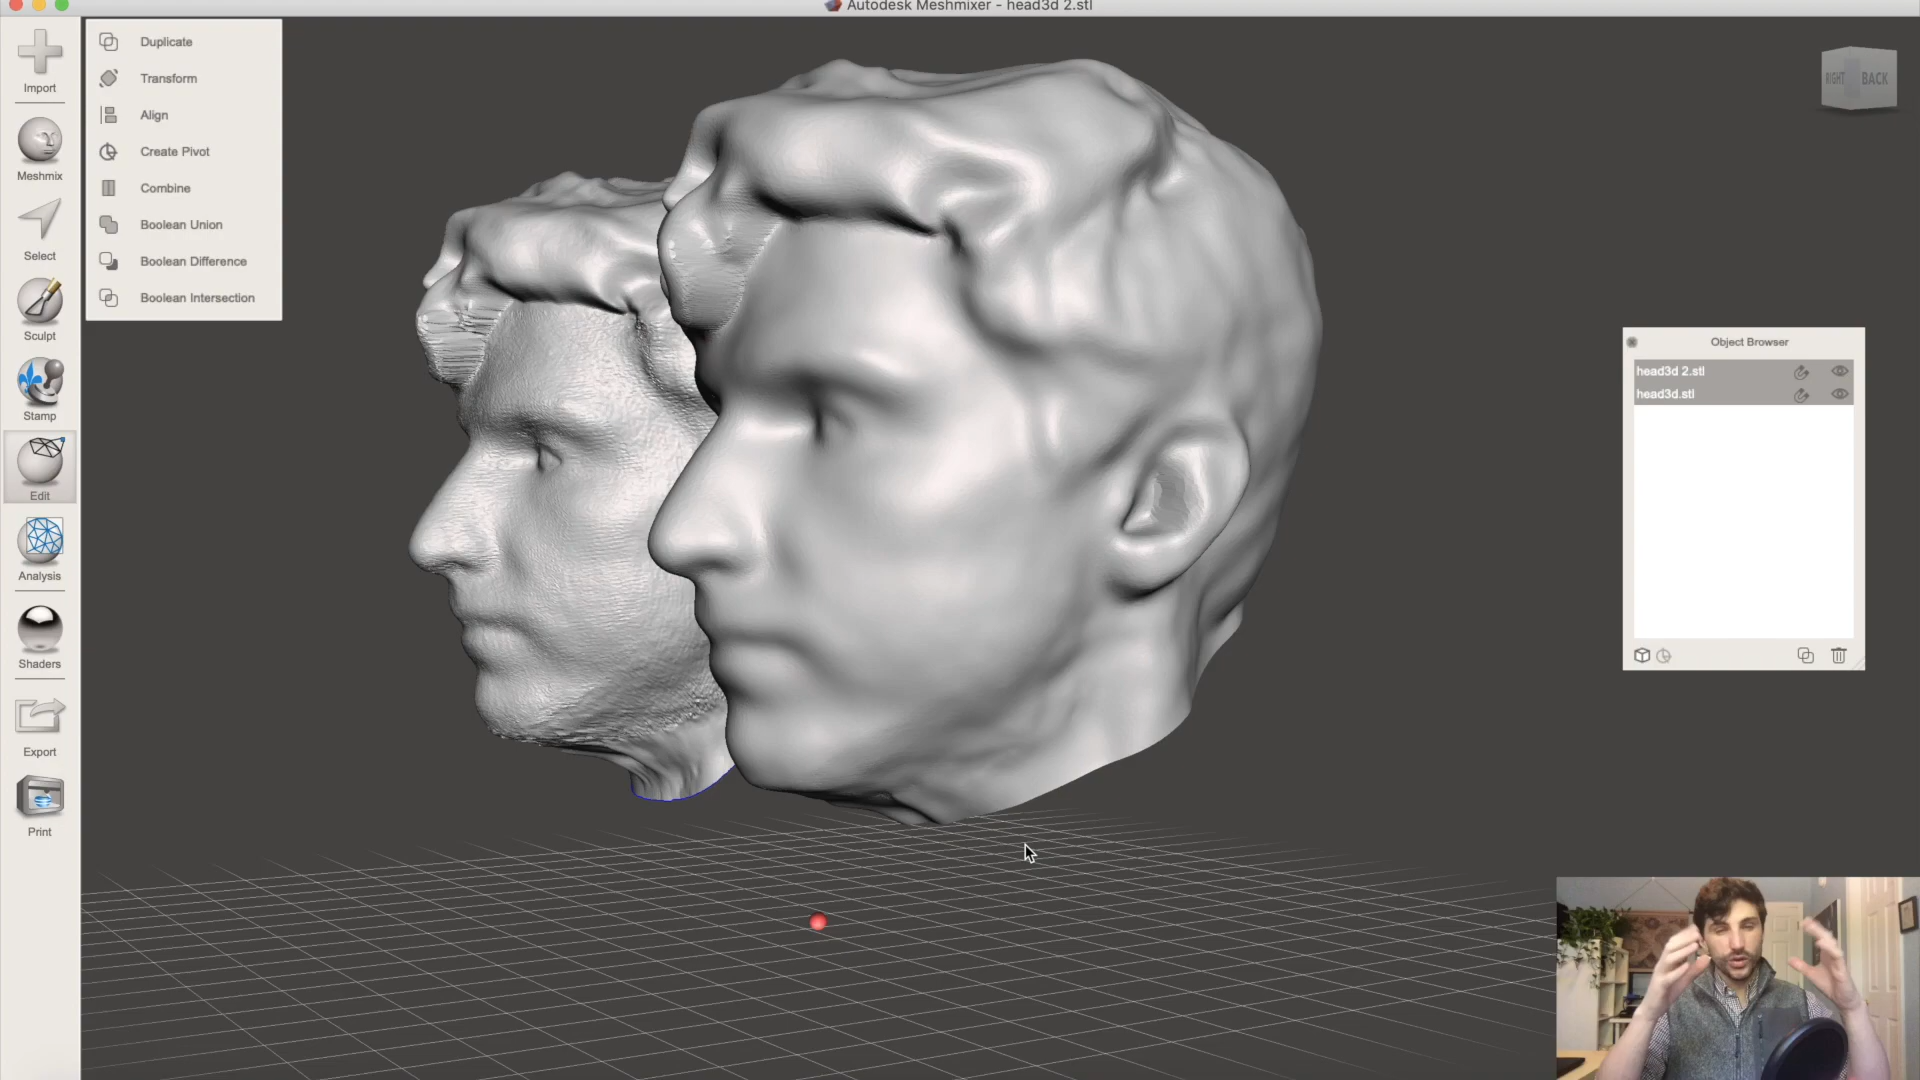 Autodesk Meshmixer - head3d 2.stl
Import
Meshmix
Select
Sculpt
Stamp
Edit
Analysis
Shaders
Export
Print
Duplicate
Transform
Align
Create Pivot
Combine
Boolean Union
Boolean Difference
Boolean Intersection
RIGHT BACK
Object Browser
head3d 2.stl
head3d.stl